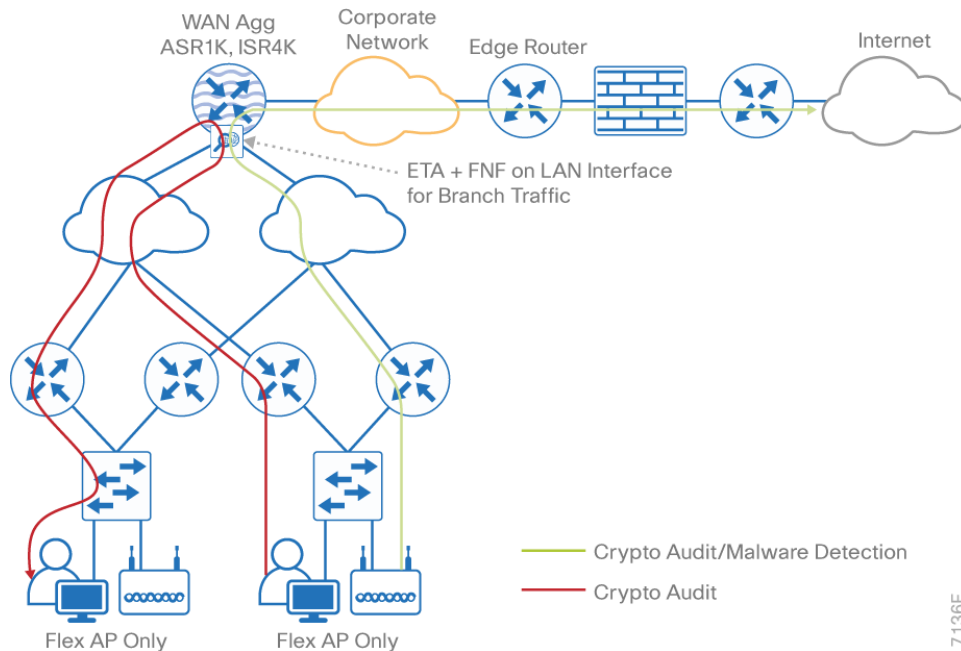 WAN Agg
ASR1K, ISR4K
Corporate
Network
Edge Router
Internet
ETA + FNF on LAN Interface
for Branch Traffic
Crypto Audit/Malware Detection
Crypto Audit
Flex AP Only
Flex AP Only
7136F